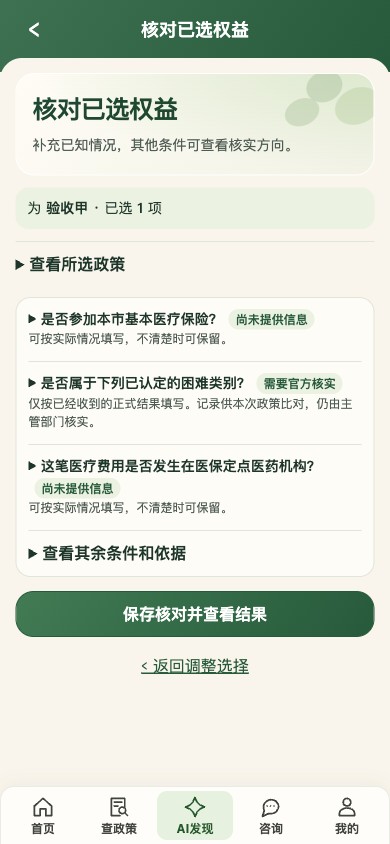 核对已选权益
核对已选权益
补充已知情况，其他条件可查看核实方向。
为 验收甲 · 已选 1 项
查看所选政策
是否参加本市基本医疗保险？ 尚未提供信息
可按实际情况填写，不清楚时可保留。
是否属于下列已认定的困难类别？ 需要官方核实
仅按已经收到的正式结果填写。记录供本次政策比对，仍由主
管部门核实。
这笔医疗费用是否发生在医保定点医药机构？
尚未提供信息
可按实际情况填写，不清楚时可保留。
查看其余条件和依据
保存核对并查看结果
< 返回调整选择
首页 查政策 AI发现 咨询 我的